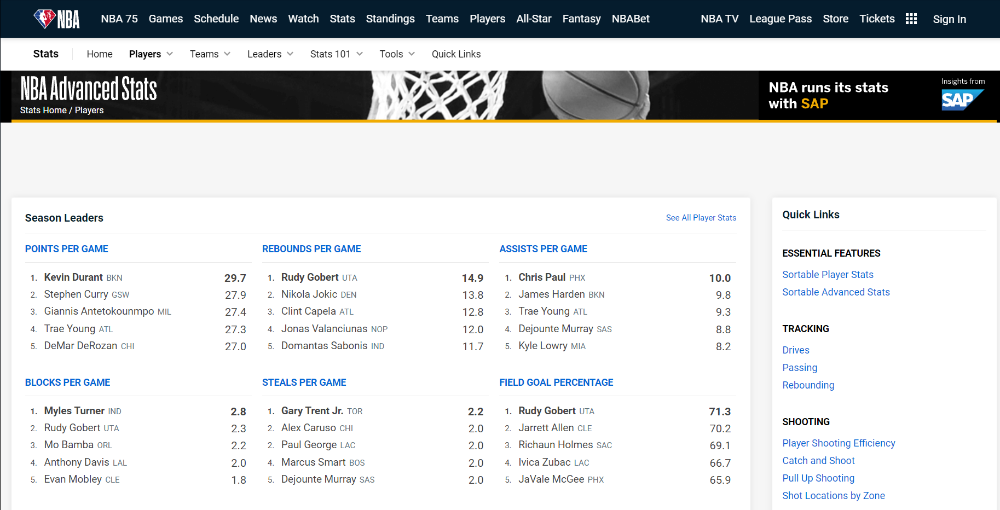 75 NBA NBA 75 Games Schedule News Watch Stats Standings Teams Players All-Star Fantasy NBABet NBA TV League Pass Store Tickets Sign In
Stats Home Players Teams Leaders Stats 101 Tools Quick Links
NBA Advanced Stats
Stats Home / Players
NBA runs its stats
with SAP
Insights from
SAP
Season Leaders
See All Player Stats
POINTS PER GAME
1. Kevin Durant BKN 29.7
2. Stephen Curry GSW 27.9
3. Giannis Antetokounmpo MIL 27.4
4. Trae Young ATL 27.3
5. DeMar DeRozan CHI 27.0
REBOUNDS PER GAME
1. Rudy Gobert UTA 14.9
2. Nikola Jokic DEN 13.8
3. Clint Capela ATL 12.8
4. Jonas Valanciunas NOP 12.0
5. Domantas Sabonis IND 11.7
ASSISTS PER GAME
1. Chris Paul PHX 10.0
2. James Harden BKN 9.8
3. Trae Young ATL 9.3
4. Dejounte Murray SAS 8.8
5. Kyle Lowry MIA 8.2
BLOCKS PER GAME
1. Myles Turner IND 2.8
2. Rudy Gobert UTA 2.3
3. Mo Bamba ORL 2.2
4. Anthony Davis LAL 2.0
5. Evan Mobley CLE 1.8
STEALS PER GAME
1. Gary Trent Jr. TOR 2.2
2. Alex Caruso CHI 2.0
2. Paul George LAC 2.0
4. Marcus Smart BOS 2.0
5. Dejounte Murray SAS 2.0
FIELD GOAL PERCENTAGE
1. Rudy Gobert UTA 71.3
2. Jarrett Allen CLE 70.2
3. Richaun Holmes SAC 69.1
4. Ivica Zubac LAC 66.7
5. JaVale McGee PHX 65.9
Quick Links
ESSENTIAL FEATURES
Sortable Player Stats
Sortable Advanced Stats
TRACKING
Drives
Passing
Rebounding
SHOOTING
Player Shooting Efficiency
Catch and Shoot
Pull Up Shooting
Shot Locations by Zone